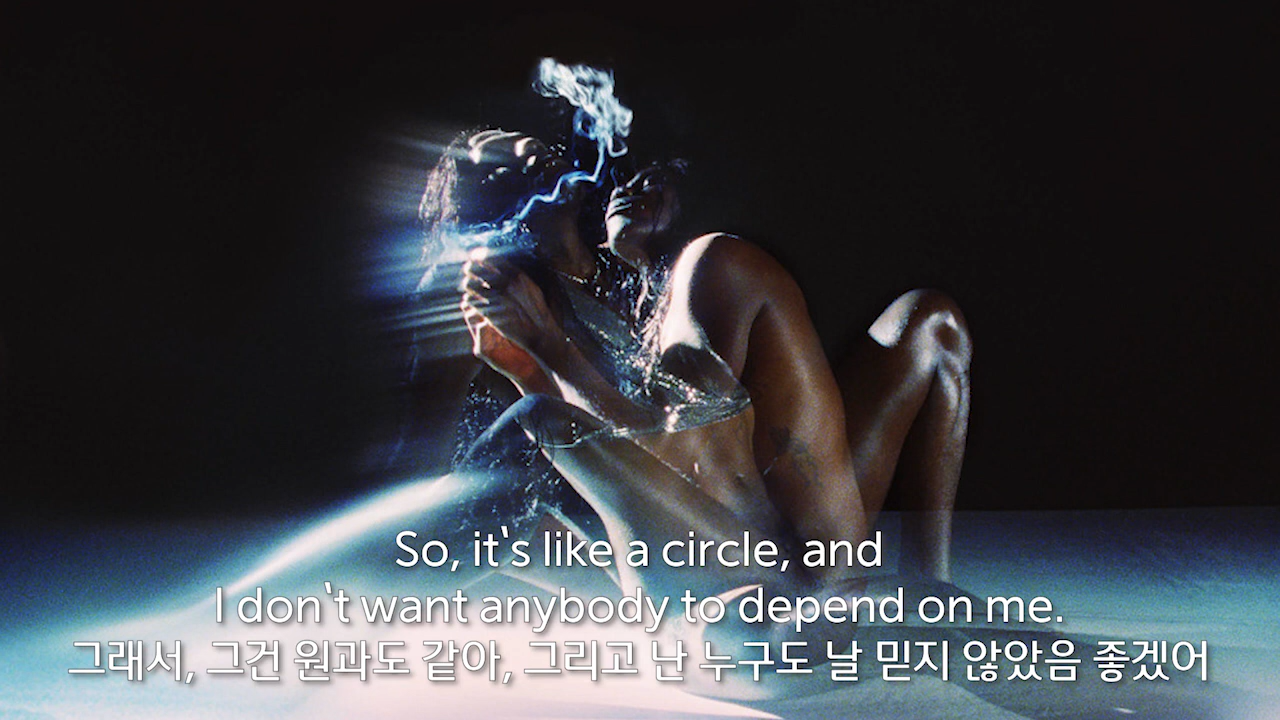 So, it‘s like a circle, and
I don‘t want anybody to depend on me.
그래서, 그건 원과도 같아, 그리고 난 누구도 날 믿지 않았음 좋겠어